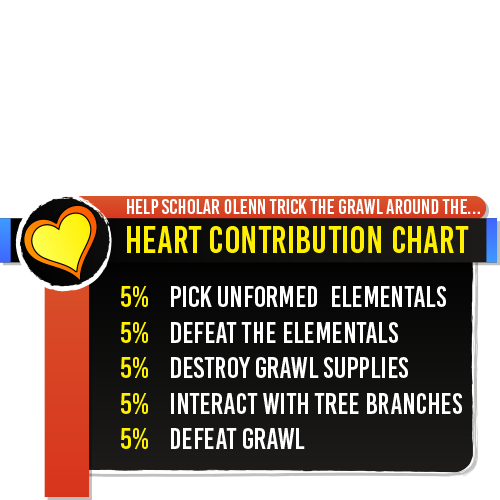 HELP SCHOLAR OLENN TRICK THE GRAWL AROUND THE...
HEART CONTRIBUTION CHART
5% PICK UNFORMED ELEMENTALS
5% DEFEAT THE ELEMENTALS
5% DESTROY GRAWL SUPPLIES
5% INTERACT WITH TREE BRANCHES
5% DEFEAT GRAWL